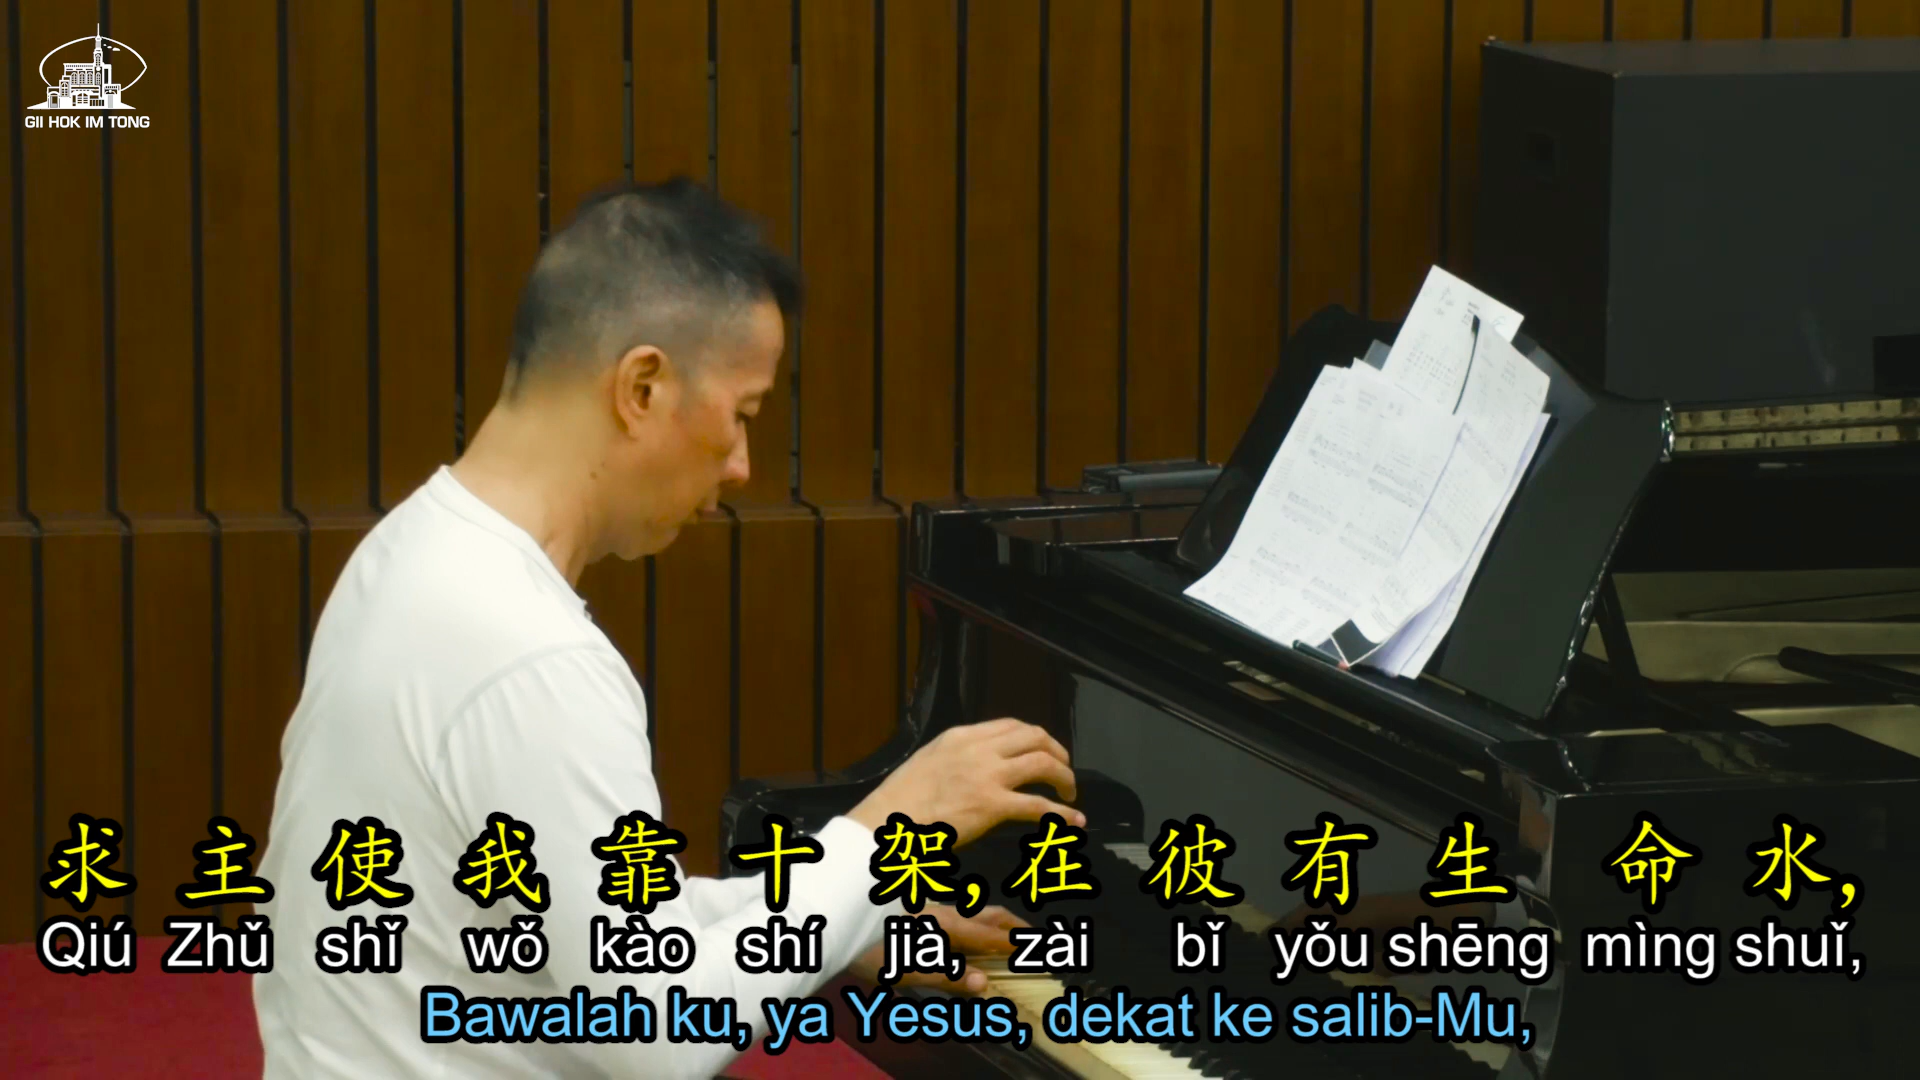 GII HOK IM TONG
求主使我靠十架,在彼有生命水,
Qiú Zhǔ shǐ wǒ kào shí jià, zài bǐ yǒu shēng mìng shuǐ,
Bawalah ku, ya Yesus, dekat ke salib-Mu,